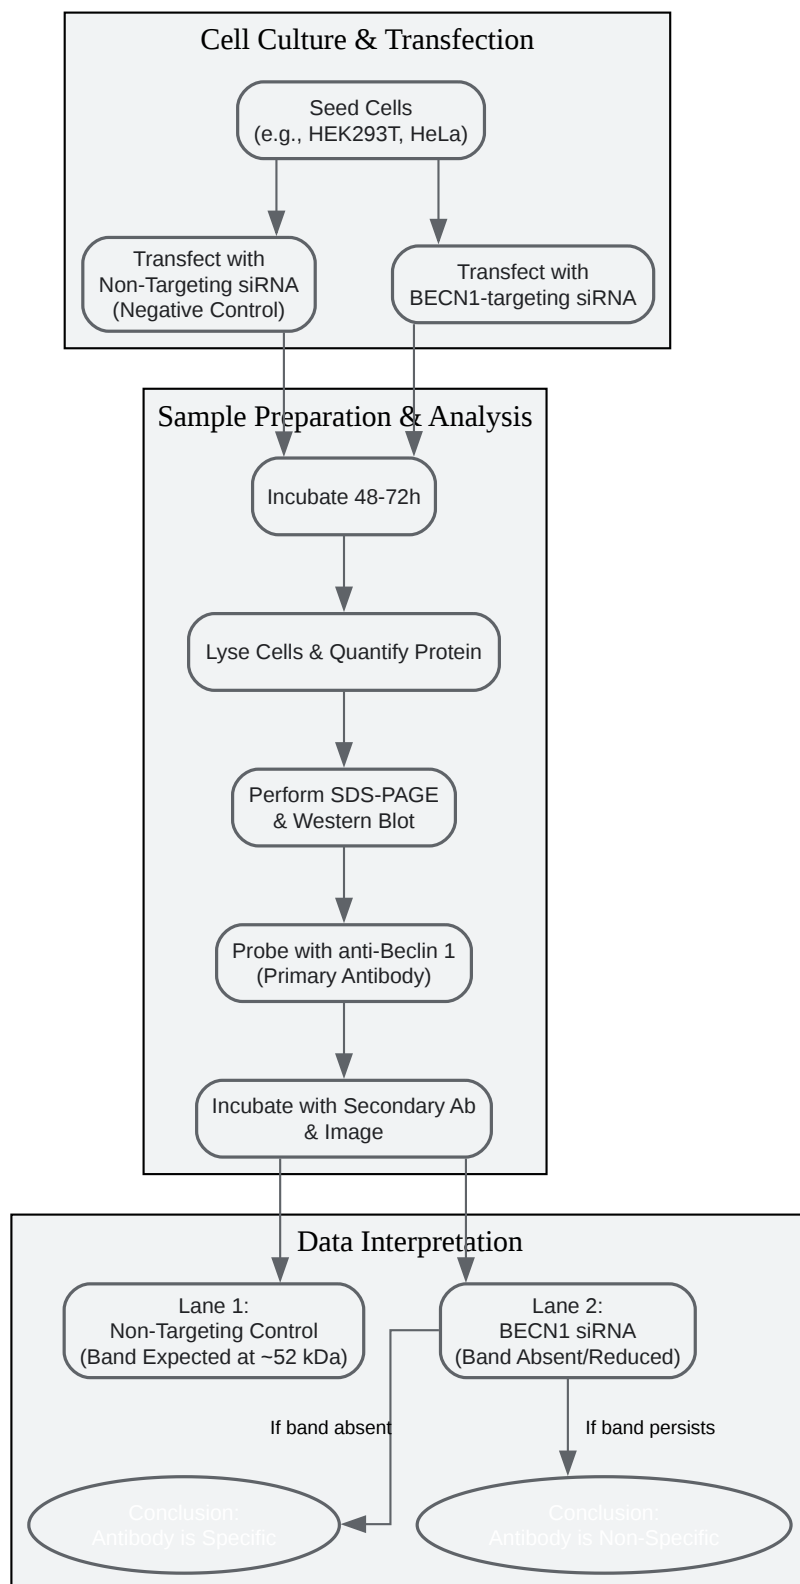 Cell Culture & Transfection
Seed Cells
(e.g., HEK293T, HeLa)
Transfect with
Non-Targeting siRNA
(Negative Control)
Transfect with
BECN1-targeting siRNA
Sample Preparation & Analysis
Incubate 48-72h
Lyse Cells & Quantify Protein
Perform SDS-PAGE
& Western Blot
Probe with anti-Beclin 1
(Primary Antibody)
Incubate with Secondary Ab
& Image
Data Interpretation
Lane 1:
Non-Targeting Control
(Band Expected at ~52 kDa)
Lane 2:
BECN1 siRNA
(Band Absent/Reduced)
If band absent
If band persists
Conclusion:
Antibody is Specific
Conclusion:
Antibody is Non-Specific